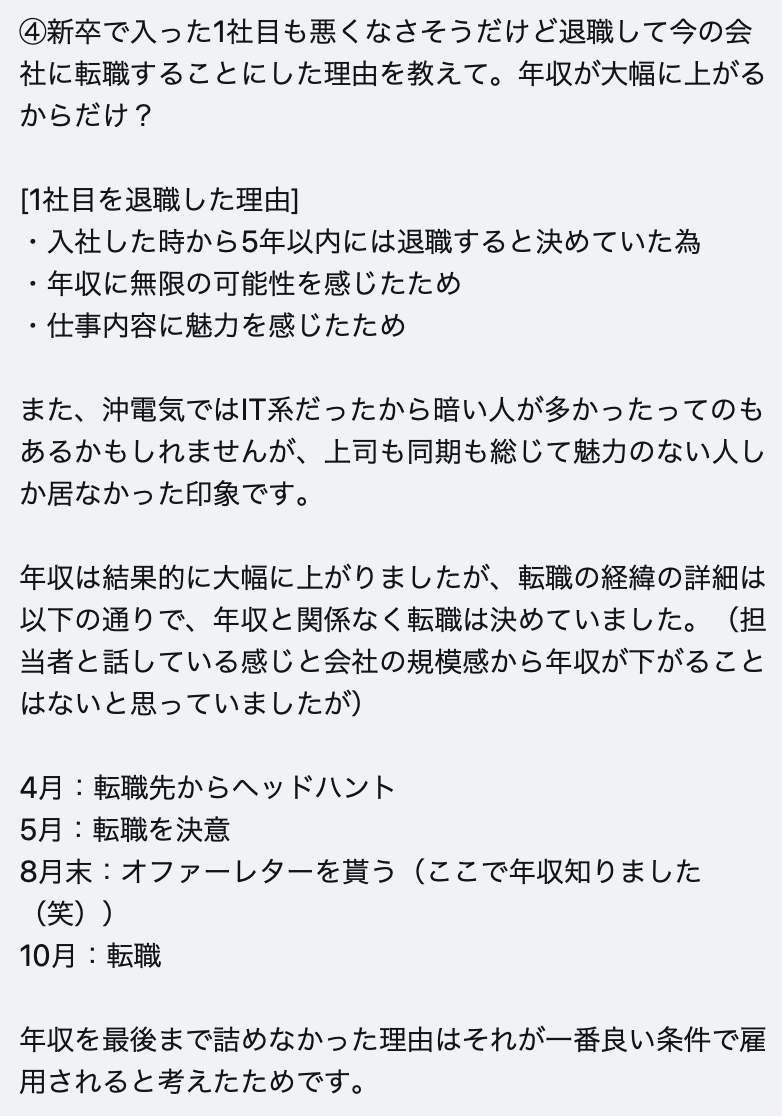 ④新卒で入った1社目も悪くなさそうだけど退職して今の会
社に転職することにした理由を教えて。年収が大幅に上がる
からだけ？
[1社目を退職した理由]
・入社した時から5年以内には退職すると決めていた為
・年収に無限の可能性を感じたため
・仕事内容に魅力を感じたため
また、沖電気ではIT系だったから暗い人が多かったってのも
あるかもしれませんが、上司も同期も総じて魅力のない人し
か居なかった印象です。
年収は結果的に大幅に上がりましたが、転職の経緯の詳細は
以下の通りで、年収と関係なく転職は決めていました。（担
当者と話している感じと会社の規模感から年収が下がること
はないと思っていましたが）
4月：転職先からヘッドハント
5月：転職を決意
8月末：オファーレターを貰う（ここで年収知りました
（笑））
10月：転職
年収を最後まで詰めなかった理由はそれが一番良い条件で雇
用されると考えたためです。